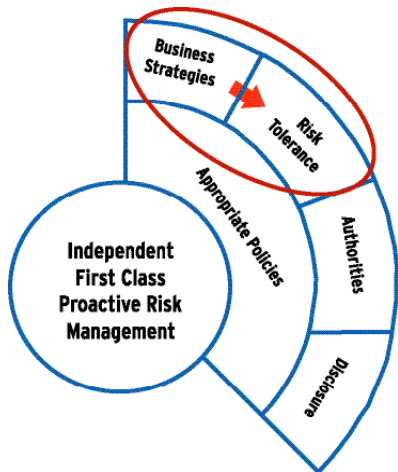 Business
Strategies
Risk
Tolerance
Appropriate Policies
Authorities
Independent
First Class
Proactive Risk
Management
Disclosure